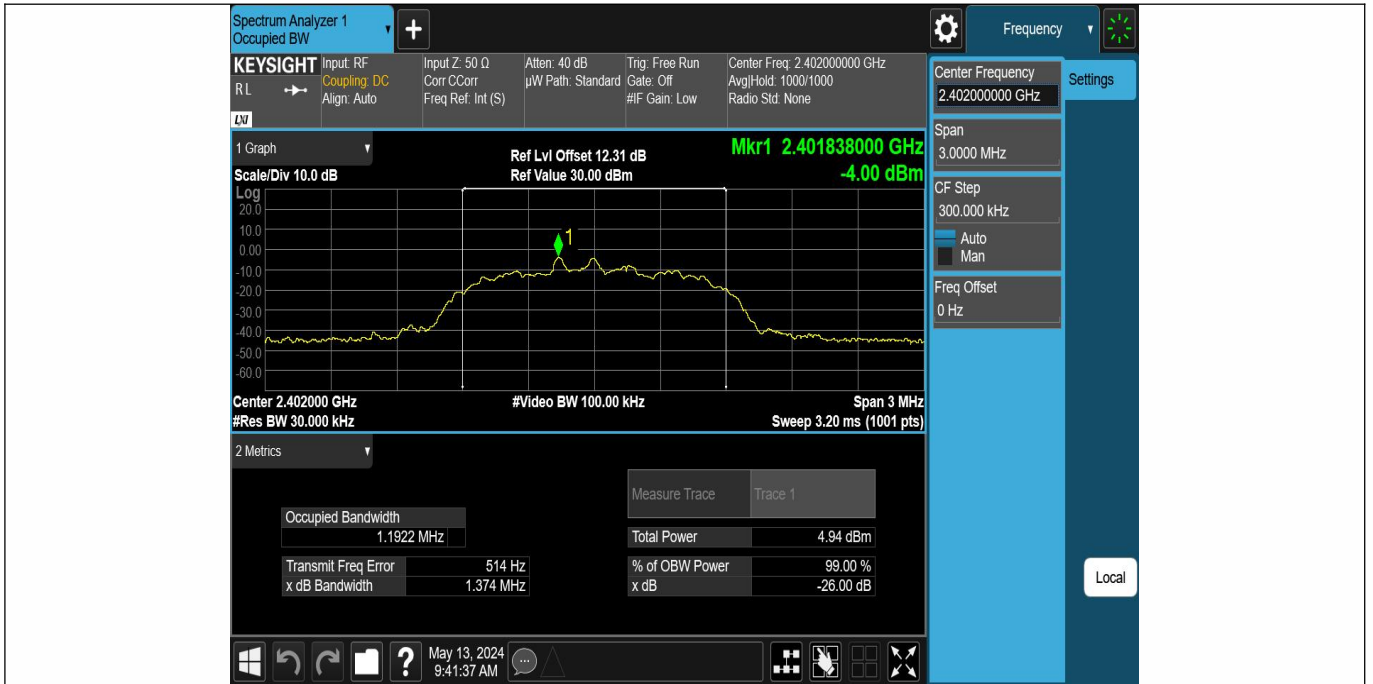 Spectrum Analyzer 1
Occupied BW
+
Frequency
KEYSIGHT
RL
LXI
Input: RF
Coupling: DC
Align: Auto
Input Z: 50 Ω
Corr CCorr
Freq Ref: Int (S)
Atten: 40 dB
µW Path: Standard
Trig: Free Run
Gate: Off
#IF Gain: Low
Center Freq: 2.402000000 GHz
Avg|Hold: 1000/1000
Radio Std: None
Center Frequency
2.402000000 GHz
Settings
Span
3.0000 MHz
CF Step
300.000 kHz
Auto
Man
Freq Offset
0 Hz
Local
1 Graph
Scale/Div 10.0 dB
Ref Lvl Offset 12.31 dB
Ref Value 30.00 dBm
Mkr1 2.401838000 GHz
-4.00 dBm
Log
20.0
10.0
0.00
-10.0
-20.0
-30.0
-40.0
-50.0
-60.0
1
Center 2.402000 GHz
#Res BW 30.000 kHz
#Video BW 100.00 kHz
Span 3 MHz
Sweep 3.20 ms (1001 pts)
2 Metrics
Measure Trace Trace 1
Occupied Bandwidth
1.1922 MHz
Total Power 4.94 dBm
Transmit Freq Error 514 Hz
% of OBW Power 99.00 %
x dB Bandwidth 1.374 MHz
x dB -26.00 dB
?
May 13, 2024
9:41:37 AM